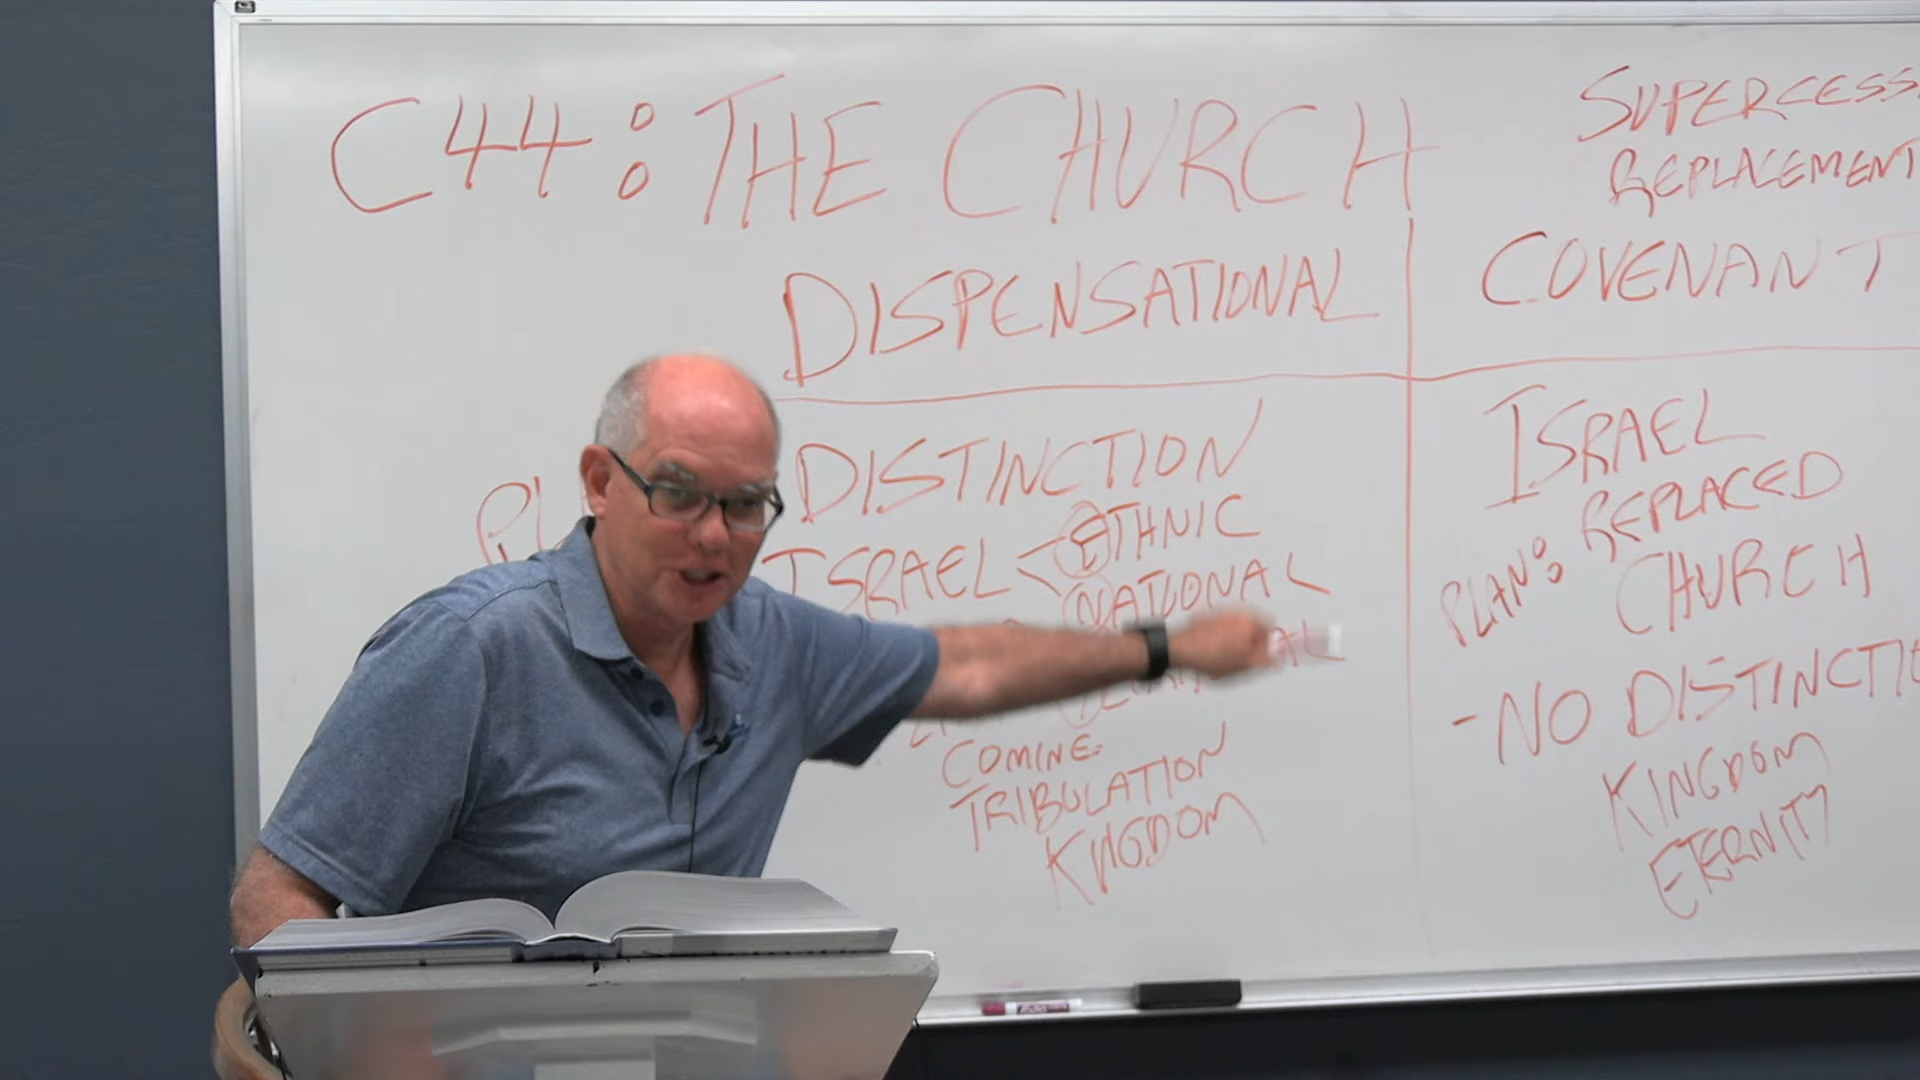 C44: THE CHURCH
SUPERCESS
REPLACEMENT
DISPENSATIONAL
COVENANT
DISTINCTION
ISRAEL
ETHNIC
NATIONAL
COMING
TRIBULATION
KINGDOM
ISRAEL
REPLACED
PLAN: CHURCH
-NO DISTINCTIO
KINGDOM
ETERNITY